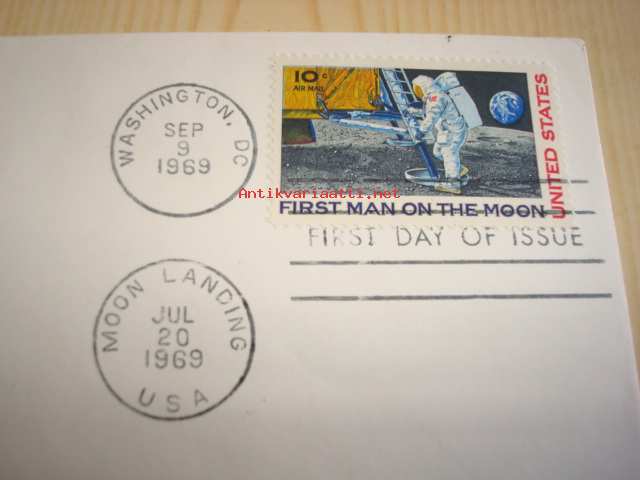 WASHINGTON, DC
SEP
9
1969
10c
AIR MAIL
UNITED STATES
FIRST MAN ON THE MOON
FIRST DAY OF ISSUE
MOON LANDING
JUL
20
1969
USA
Antikvariaatti.net